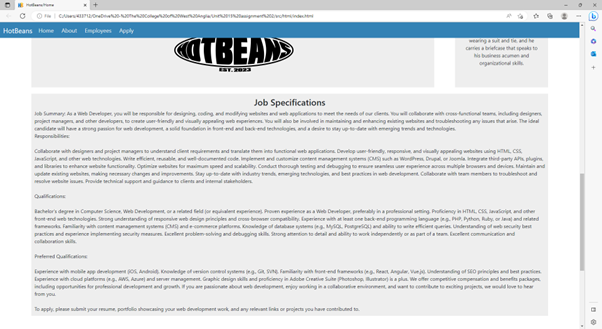 HotBeans/Home
File
C:/Users/433712/OneDrive%20-%20The%20College%20of%20West%20Anglia/Unit%2015%20assignment%202/src/html/index.html
HotBeans Home About Employees Apply
HOTBEANS
EST. 2023
wearing a suit and tie, and he
carries a briefcase that speaks to
his business acumen and
organizational skills.
Job Specifications
Job Summary: As a Web Developer, you will be responsible for designing, coding, and modifying websites and web applications to meet the needs of our clients. You will collaborate with cross-functional teams, including designers,
project managers, and other developers, to create user-friendly and visually appealing web experiences. You will also be involved in maintaining and enhancing existing websites and troubleshooting any issues that arise. The ideal
candidate will have a strong passion for web development, a solid foundation in front-end and back-end technologies, and a desire to stay up-to-date with emerging trends and technologies.
Responsibilities:
Collaborate with designers and project managers to understand client requirements and translate them into functional web applications. Develop user-friendly, responsive, and visually appealing websites using HTML, CSS,
JavaScript, and other web technologies. Write efficient, reusable, and well-documented code. Implement and customize content management systems (CMS) such as WordPress, Drupal, or Joomla. Integrate third-party APIs, plugins,
and libraries to enhance website functionality. Optimize websites for maximum speed and scalability. Conduct thorough testing and debugging to ensure seamless user experience across multiple browsers and devices. Maintain and
update existing websites, making necessary changes and improvements. Stay up-to-date with industry trends, emerging technologies, and best practices in web development. Collaborate with team members to troubleshoot and
resolve website issues. Provide technical support and guidance to clients and internal stakeholders.
Qualifications:
Bachelor's degree in Computer Science, Web Development, or a related field (or equivalent experience). Proven experience as a Web Developer, preferably in a professional setting. Proficiency in HTML, CSS, JavaScript, and other
front-end web technologies. Strong understanding of responsive web design principles and cross-browser compatibility. Experience with at least one back-end programming language (e.g., PHP, Python, Ruby, or Java) and related
frameworks. Familiarity with content management systems (CMS) and e-commerce platforms. Knowledge of database systems (e.g., MySQL, PostgreSQL) and ability to write efficient queries. Understanding of web security best
practices and experience implementing security measures. Excellent problem-solving and debugging skills. Strong attention to detail and ability to work independently or as part of a team. Excellent communication and
collaboration skills.
Preferred Qualifications:
Experience with mobile app development (iOS, Android). Knowledge of version control systems (e.g., Git, SVN). Familiarity with front-end frameworks (e.g., React, Angular, Vue.js). Understanding of SEO principles and best practices.
Experience with cloud platforms (e.g., AWS, Azure) and server management. Graphic design skills and proficiency in Adobe Creative Suite (Photoshop, Illustrator) is a plus. We offer competitive compensation and benefits packages,
including opportunities for professional development and growth. If you are passionate about web development, enjoy working in a collaborative environment, and want to contribute to exciting projects, we would love to hear
from you.
To apply, please submit your resume, portfolio showcasing your web development work, and any relevant links or projects you have contributed to.